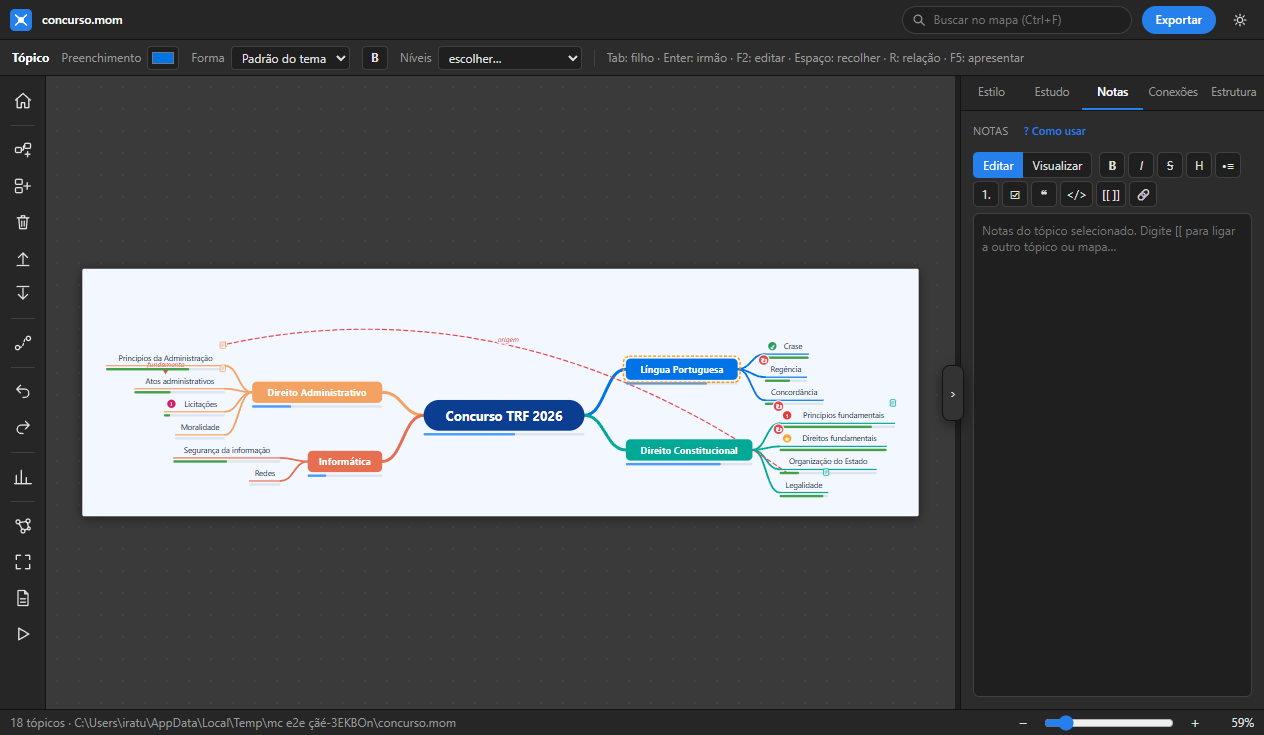 concurso.mom
Buscar no mapa (Ctrl+F)
Exportar
Tópico
Preenchimento
Forma
Padrão do tema
B
Níveis
escolher...
Tab: filho · Enter: irmão · F2: editar · Espaço: recolher · R: relação · F5: apresentar
Estilo
Estudo
Notas
Conexões
Estrutura
NOTAS
? Como usar
Editar
Visualizar
B
I
S
H
1.
❝
</>
[[ ]]
Notas do tópico selecionado. Digite [[ para ligar
a outro tópico ou mapa...
origem
Princípios da Administração
fundamenta
Atos administrativos
Licitações
Moralidade
Direito Administrativo
Segurança da informação
Redes
Informática
Concurso TRF 2026
Língua Portuguesa
Crase
Regência
Concordância
Direito Constitucional
Princípios fundamentais
Direitos fundamentais
Organização do Estado
Legalidade
18 tópicos · C:\Users\iratu\AppData\Local\Temp\mc e2e çãé-3EKBOn\concurso.mom
59%